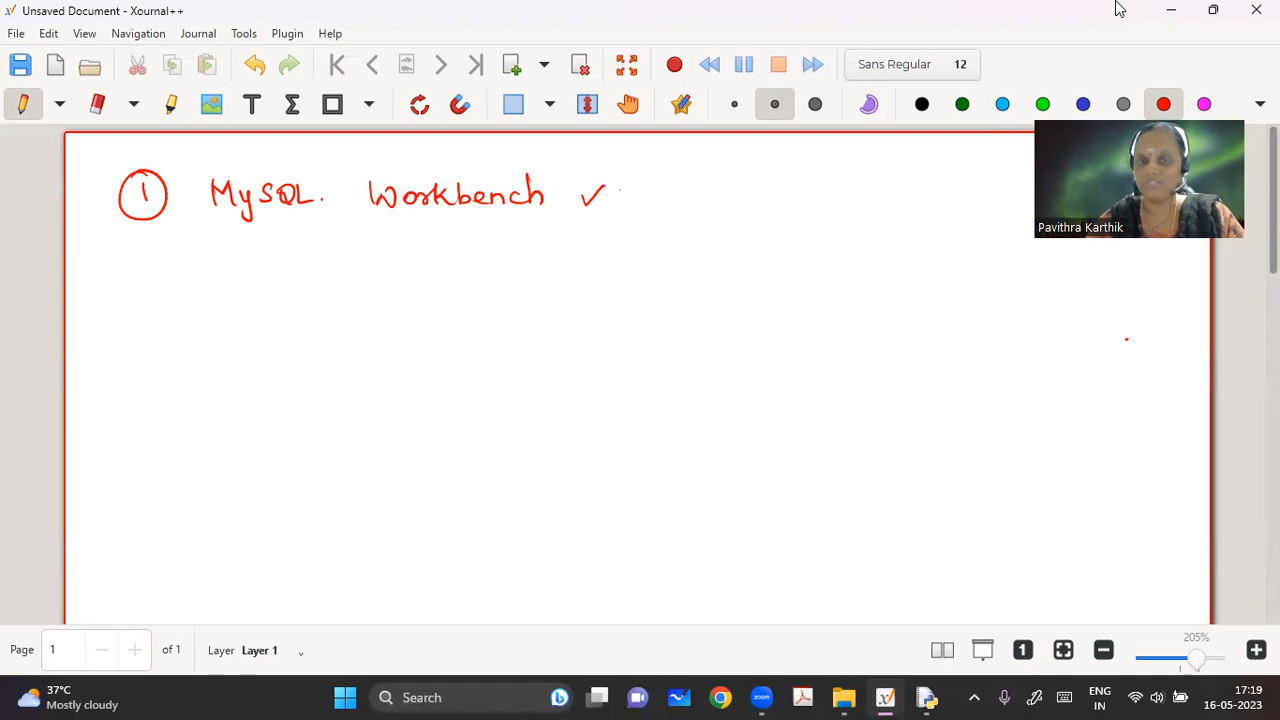 Unsaved Document - Xournal++
File Edit View Navigation Journal Tools Plugin Help
Sans Regular 12
① MySQL. Workbench ✓
Pavithra Karthik
Page 1 of 1 Layer Layer 1
205%
37°C
Mostly cloudy
Search
ENG
IN
17:19
16-05-2023